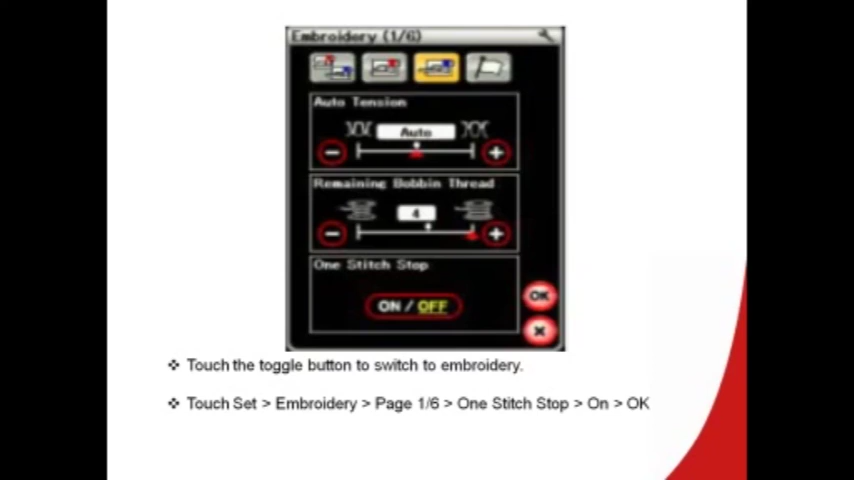 Embroidery (1/6)
Auto Tension
Auto
Remaining Bobbin Thread
4
One Stitch Stop
ON / OFF
OK
❖ Touch the toggle button to switch to embroidery.
❖ Touch Set > Embroidery > Page 1/6 > One Stitch Stop > On > OK